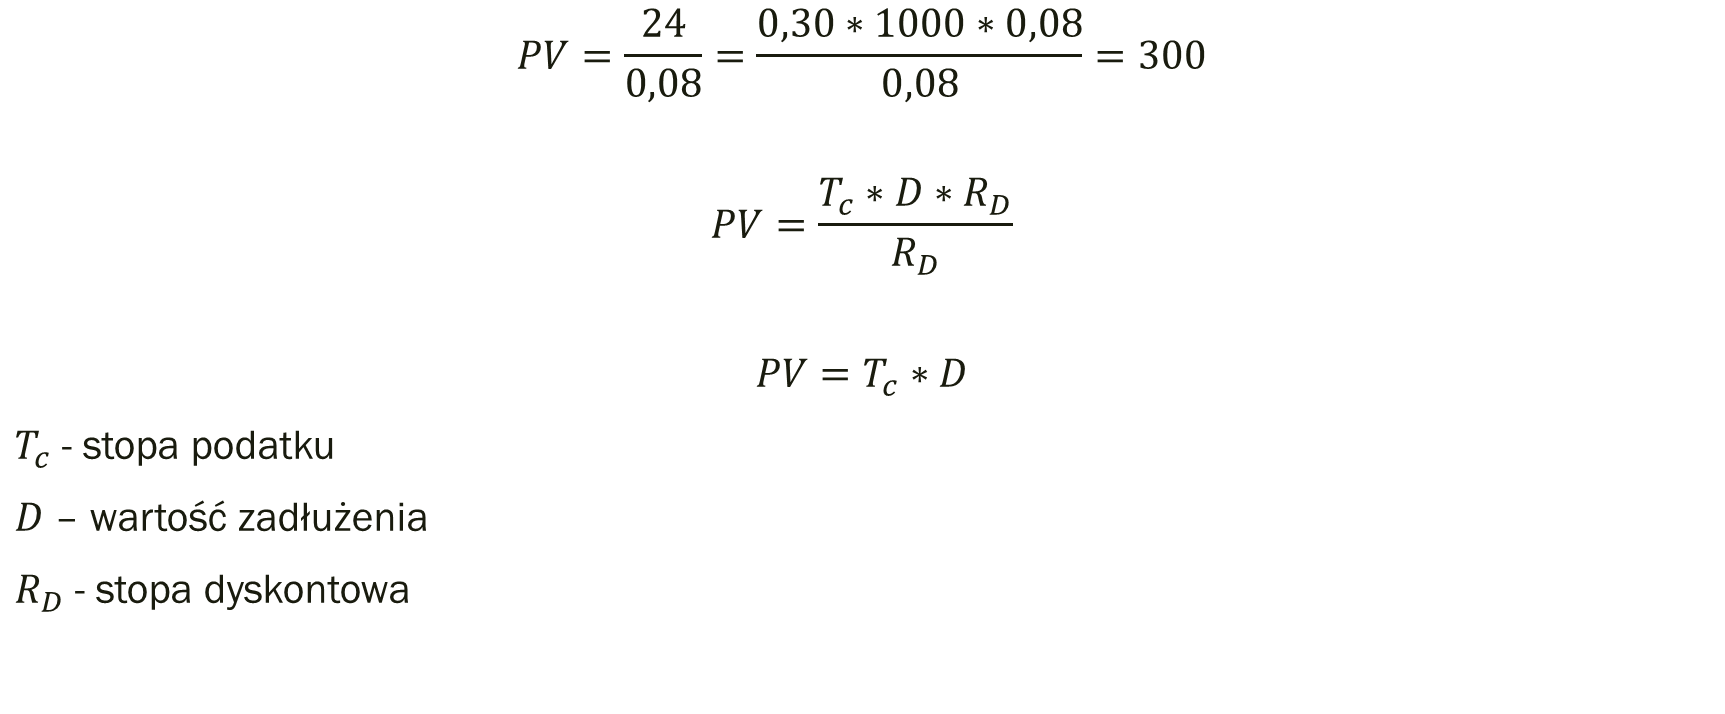 PV = 24/0,08 = 0,30 * 1000 * 0,08/0,08 = 300
PV = T_c * D * R_D/R_D
PV = T_c * D
T_c - stopa podatku
D – wartość zadłużenia
R_D - stopa dyskontowa